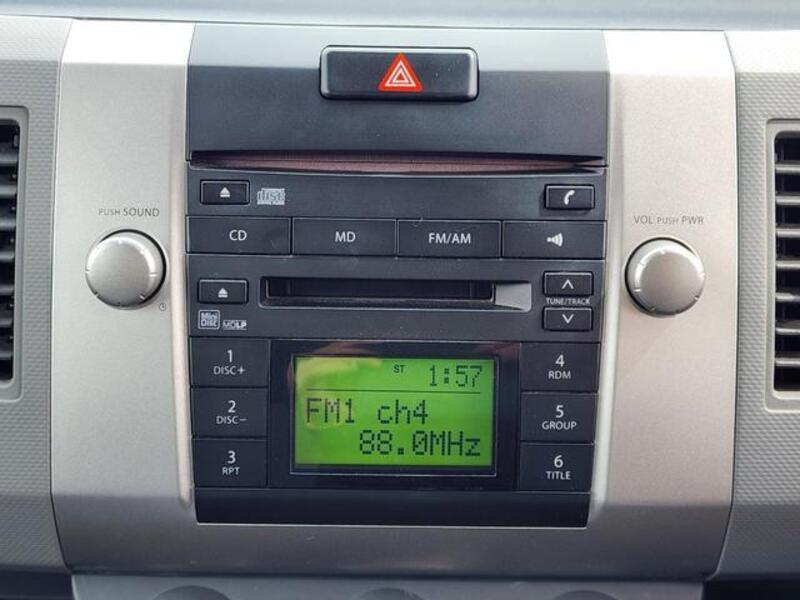 PUSH SOUND
VOL PUSH PWR
DISC
CD
MD
FM/AM
TUNE/TRACK
Mini
Disc
MDLP
1
DISC+
2
DISC−
3
RPT
ST 1:57
FM1 ch4
88.0MHz
4
RDM
5
GROUP
6
TITLE